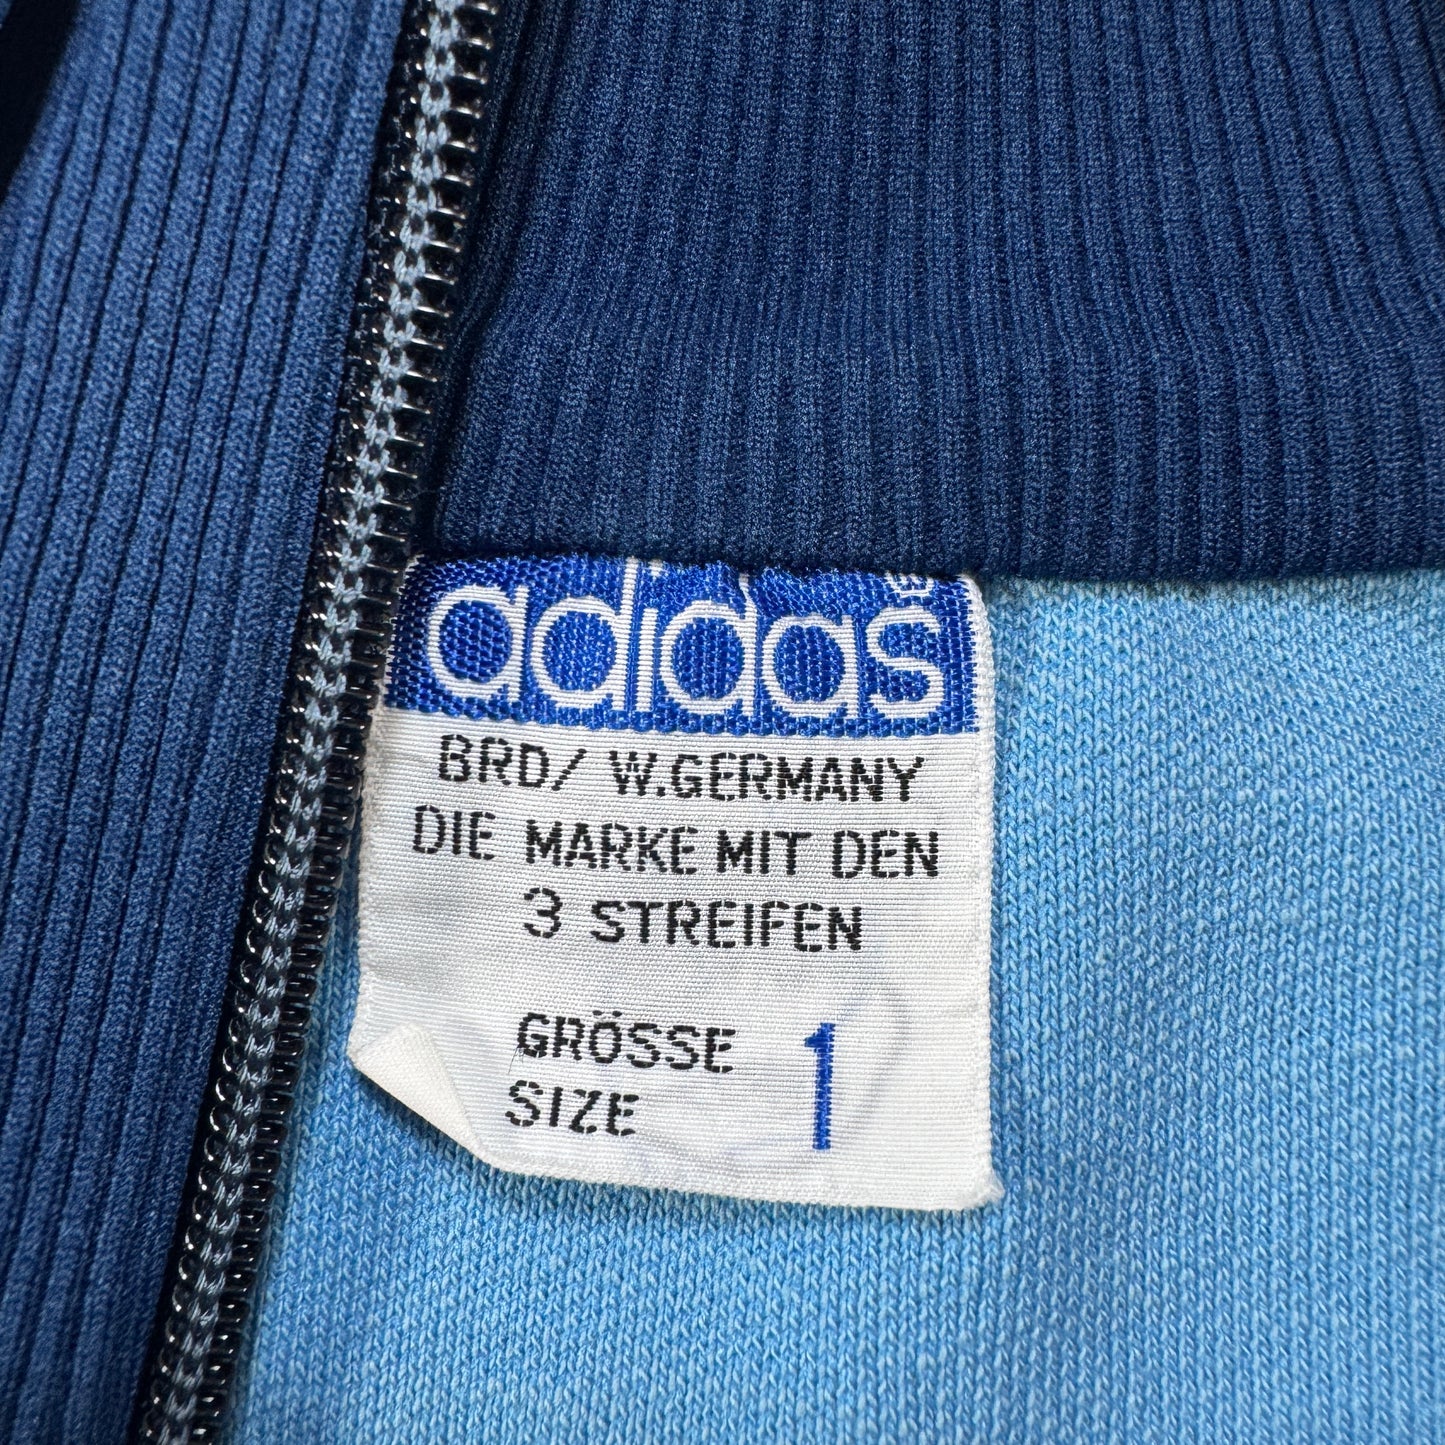 adidas
BRD/ W.GERMANY
DIE MARKE MIT DEN
3 STREIFEN
GRÖSSE
SIZE 1